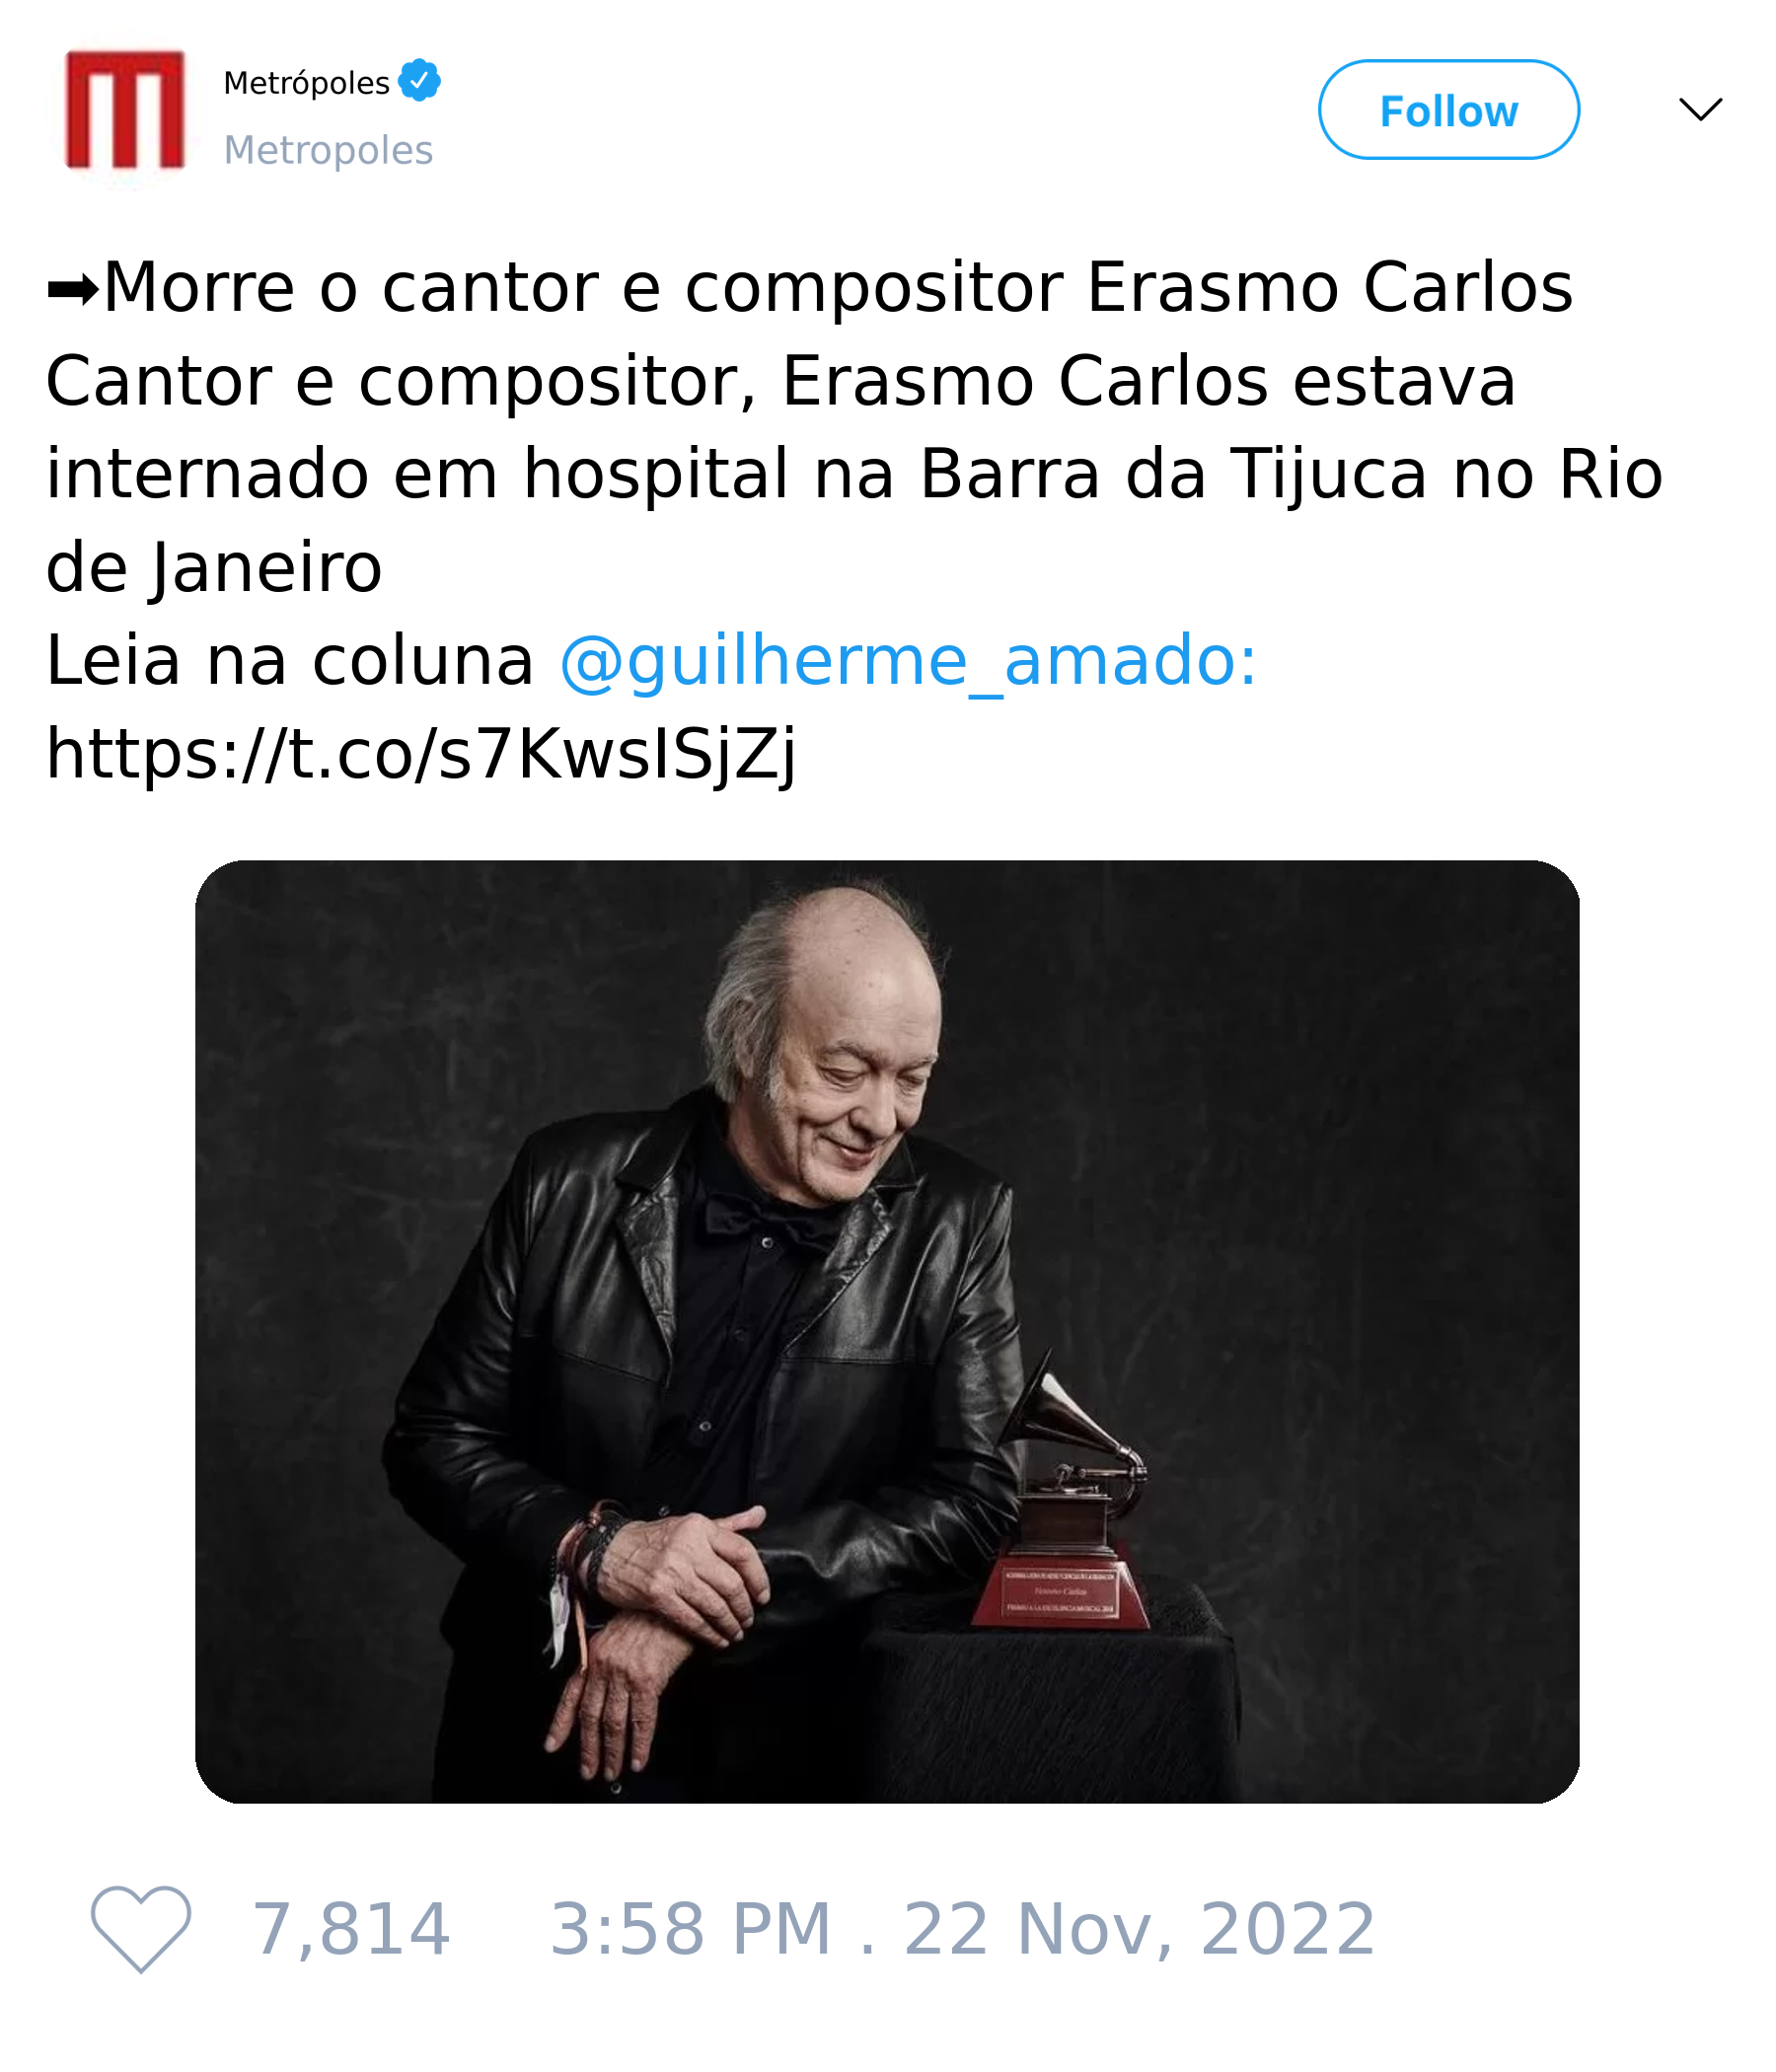 Metrópoles
Metropoles
Follow
➡Morre o cantor e compositor Erasmo Carlos
Cantor e compositor, Erasmo Carlos estava
internado em hospital na Barra da Tijuca no Rio
de Janeiro
Leia na coluna @guilherme_amado:
https://t.co/s7KwsISjZj
Erasmo Carlos
7,814 3:58 PM . 22 Nov, 2022